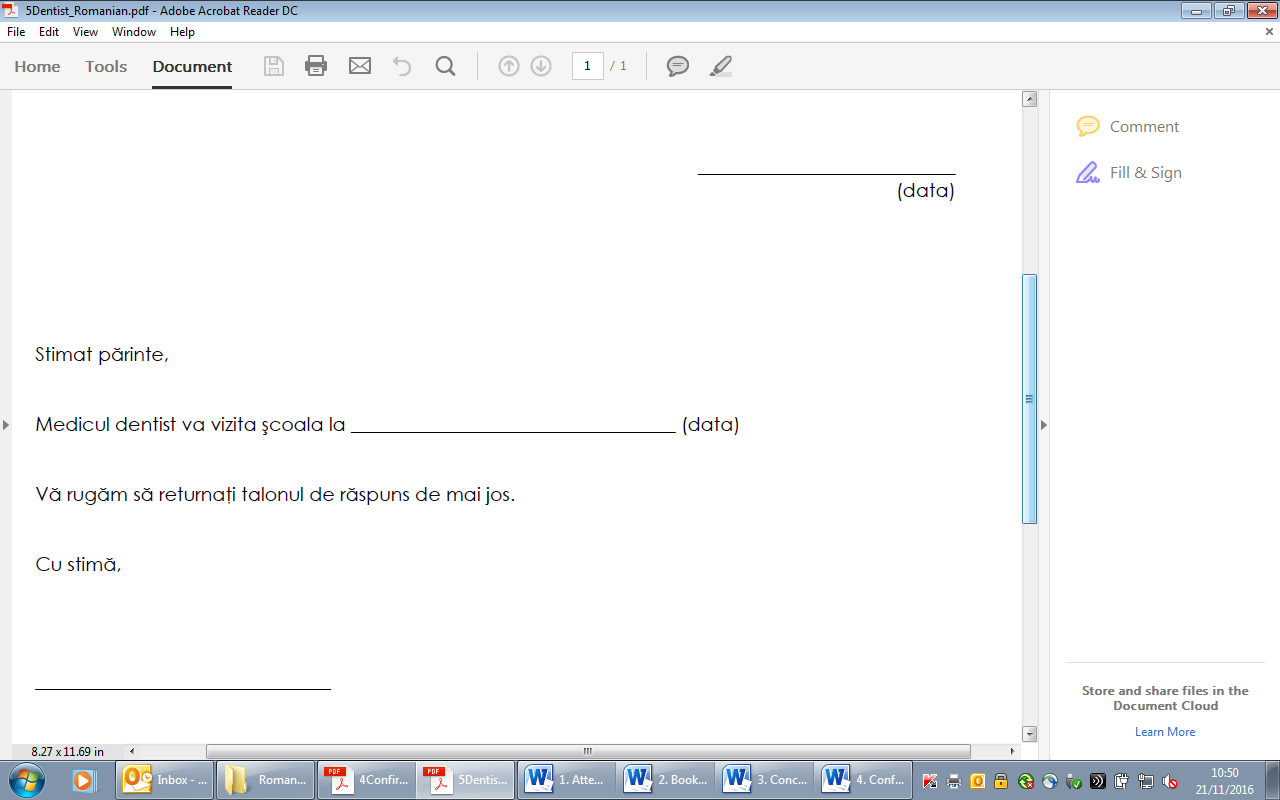 5Dentist_Romanian.pdf - Adobe Acrobat Reader DC
File Edit View Window Help
Home Tools Document 1 / 1
Comment
Fill & Sign
(data)
Stimat părinte,
Medicul dentist va vizita şcoala la ______________________________ (data)
Vă rugăm să returnați talonul de răspuns de mai jos.
Cu stimă,
Store and share files in the
Document Cloud
Learn More
8.27 x 11.69 in
Inbox - ... Roman... 4Confir... 5Dentis... 1. Atte... 2. Book... 3. Conc... 4. Conf... 10:50
21/11/2016